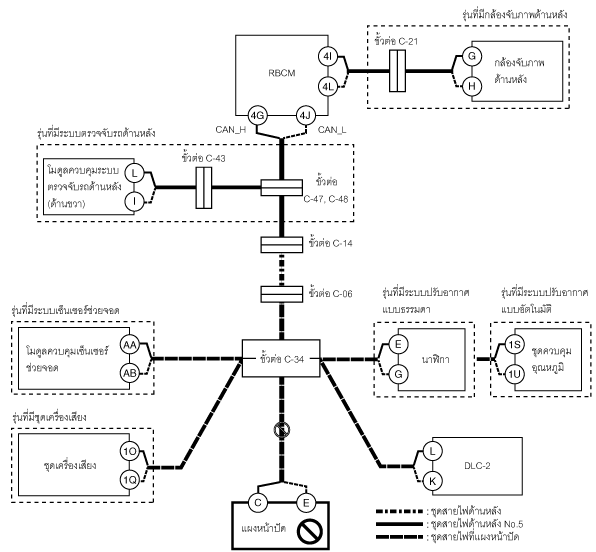 รุ่นที่มีกล้องจับภาพด้านหลัง
ขั้วต่อ C-21
RBCM
4I
4L
G
H
กล้องจับภาพ
ด้านหลัง
4G
4J
CAN_H
CAN_L
รุ่นที่มีระบบตรวจจับรถด้านหลัง
ขั้วต่อ C-43
โมดูลควบคุมระบบ
ตรวจจับรถด้านหลัง
(ด้านขวา)
L
I
ขั้วต่อ
C-47, C-48
ขั้วต่อ C-14
ขั้วต่อ C-06
รุ่นที่มีระบบเซ็นเซอร์ช่วยจอด
โมดูลควบคุมเซ็นเซอร์
ช่วยจอด
AA
AB
ขั้วต่อ C-34
รุ่นที่มีระบบปรับอากาศ
แบบธรรมดา
E
G
นาฬิกา
รุ่นที่มีระบบปรับอากาศ
แบบอัตโนมัติ
1S
1U
ชุดควบคุม
อุณหภูมิ
รุ่นที่มีชุดเครื่องเสียง
ชุดเครื่องเสียง
1O
1Q
L
K
DLC-2
C
E
แผงหน้าปัด
: ชุดสายไฟด้านหลัง
: ชุดสายไฟด้านหลัง No.5
: ชุดสายไฟที่แผงหน้าปัด